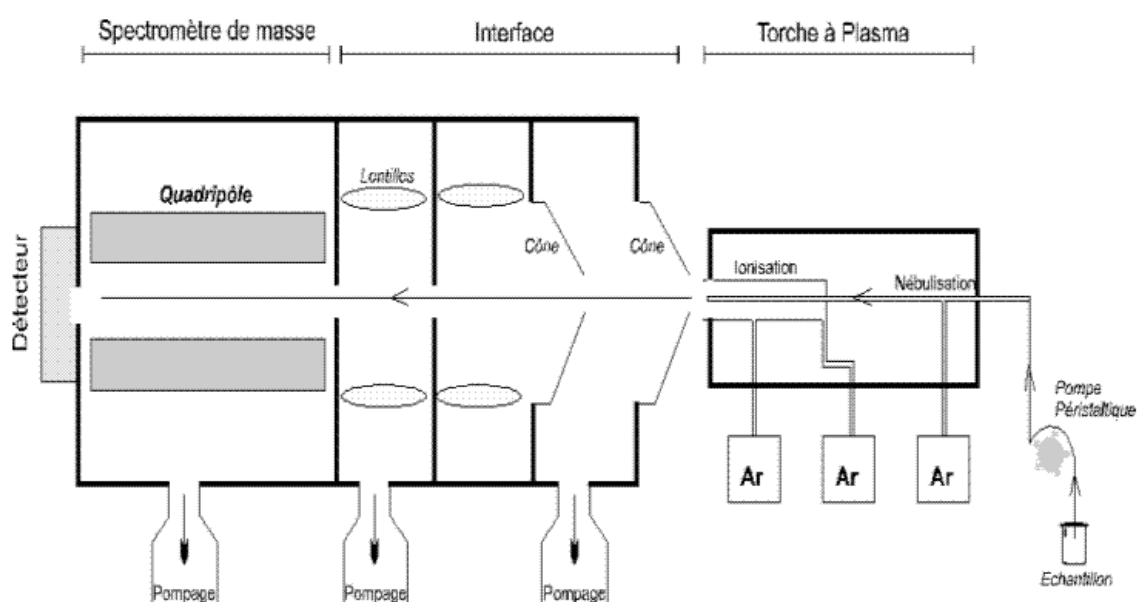 Spectromètre de masse
Interface
Torche à Plasma
Lentilles
Quadripôle
Cône
Cône
Ionisation
Nébulisation
Détecteur
Pompe
Péristaltique
Ar
Ar
Ar
Pompage
Pompage
Pompage
Echantillon